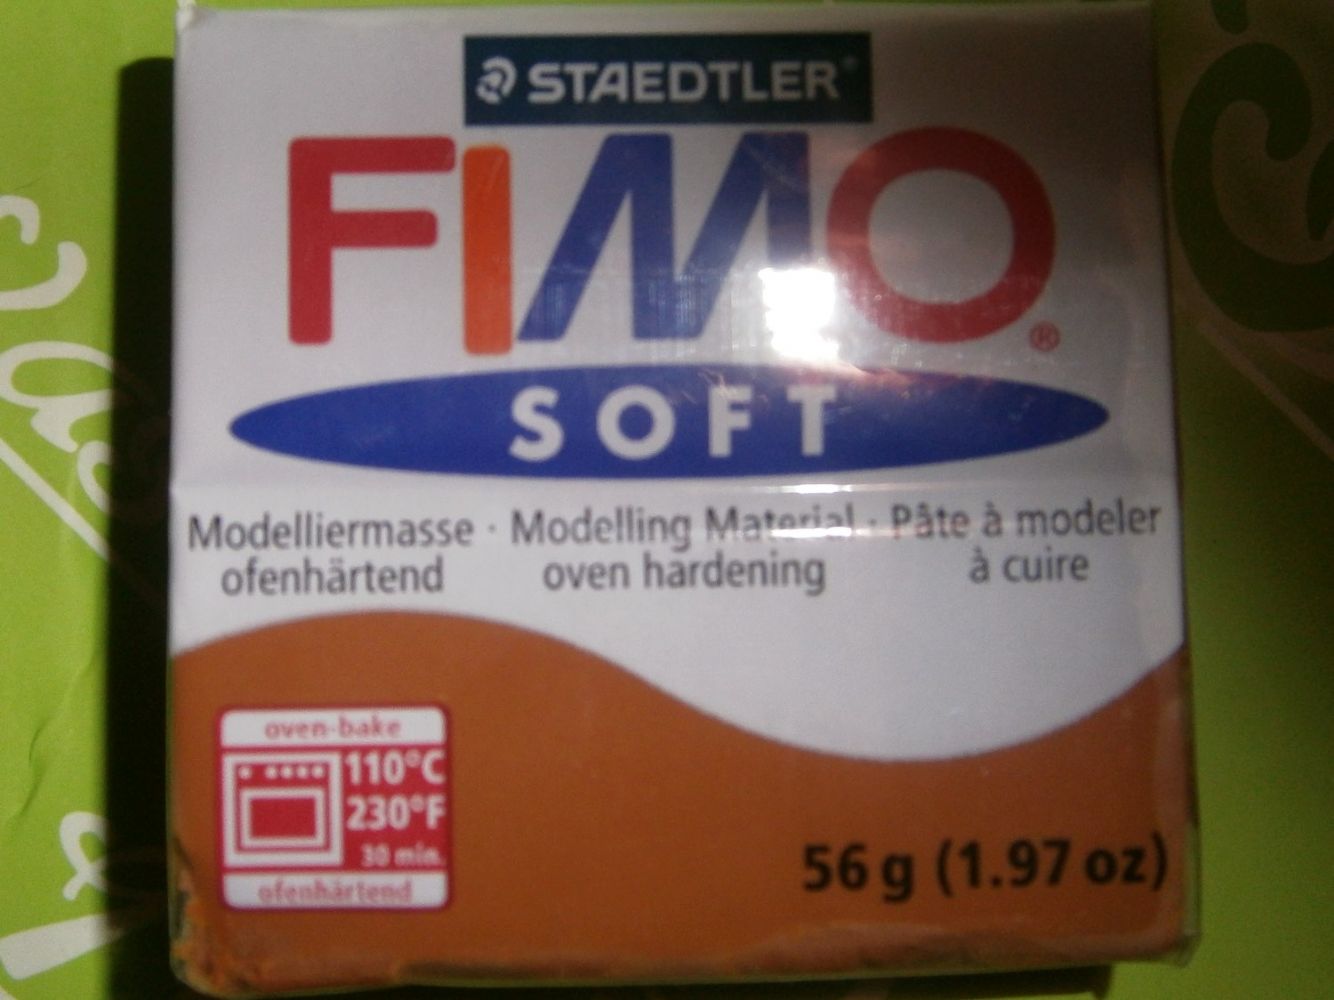 STAEDTLER®
FIMO®
SOFT
Modelliermasse · Modelling Material · Pâte à modeler
ofenhärtend oven hardening à cuire
oven-bake
110°C
230°F
30 min.
ofenhärtend
56 g (1.97 oz)